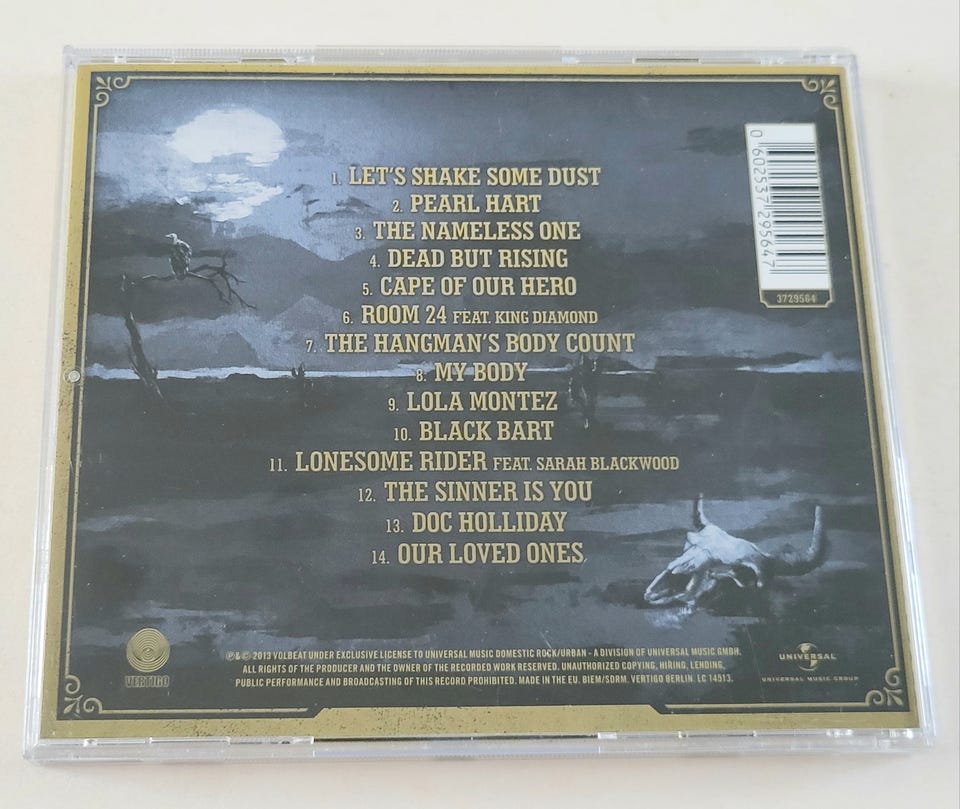 1. LET'S SHAKE SOME DUST
2. PEARL HART
3. THE NAMELESS ONE
4. DEAD BUT RISING
5. CAPE OF OUR HERO
6. ROOM 24 FEAT. KING DIAMOND
7. THE HANGMAN'S BODY COUNT
8. MY BODY
9. LOLA MONTEZ
10. BLACK BART
11. LONESOME RIDER FEAT. SARAH BLACKWOOD
12. THE SINNER IS YOU
13. DOC HOLLIDAY
14. OUR LOVED ONES
0 602537 295647
3729564
VERTIGO
℗ & © 2013 VOLBEAT UNDER EXCLUSIVE LICENSE TO UNIVERSAL MUSIC DOMESTIC ROCK/URBAN - A DIVISION OF UNIVERSAL MUSIC GMBH.
ALL RIGHTS OF THE PRODUCER AND THE OWNER OF THE RECORDED WORK RESERVED. UNAUTHORIZED COPYING, HIRING, LENDING,
PUBLIC PERFORMANCE AND BROADCASTING OF THIS RECORD PROHIBITED. MADE IN THE EU. BIEM/SDRM. VERTIGO BERLIN. LC 14513.
UNIVERSAL
UNIVERSAL MUSIC GROUP